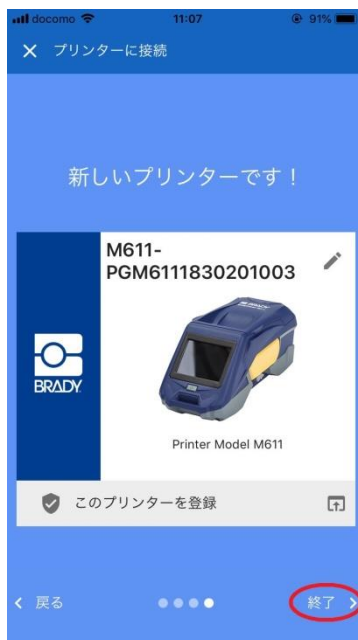 docomo 11:07 91%
× プリンターに接続
新しいプリンターです！
M611-
PGM6111830201003
BRADY
Printer Model M611
このプリンターを登録
戻る 終了